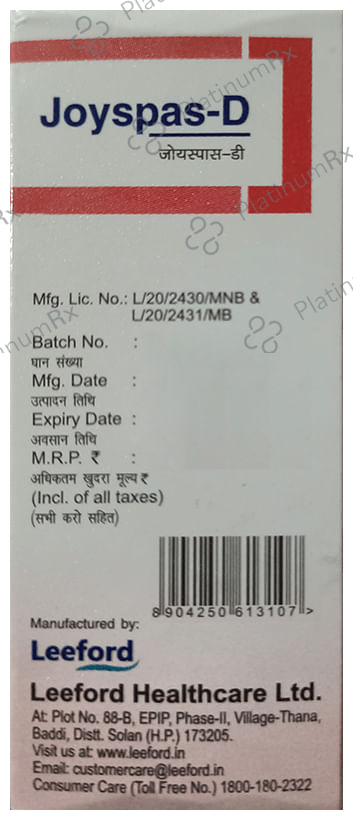 Joyspas-D
जोयस्पास-डी
Mfg. Lic. No.: L/20/2430/MNB &
L/20/2431/MB
Batch No. :
घान संख्या
Mfg. Date :
उत्पादन तिथि
Expiry Date :
अवसान तिथि
M.R.P. ₹ :
अधिकतम खुदरा मूल्य ₹
(Incl. of all taxes)
(सभी करो सहित)
8 904250 613107 >
Manufactured by:
Leeford
Leeford Healthcare Ltd.
At: Plot No. 88-B, EPIP, Phase-II, Village-Thana,
Baddi, Distt. Solan (H.P.) 173205.
Visit us at: www.leeford.in
Email: customercare@leeford.in
Consumer Care (Toll Free No.) 1800-180-2322
PlatinumRx
PlatinumRx
PlatinumRx